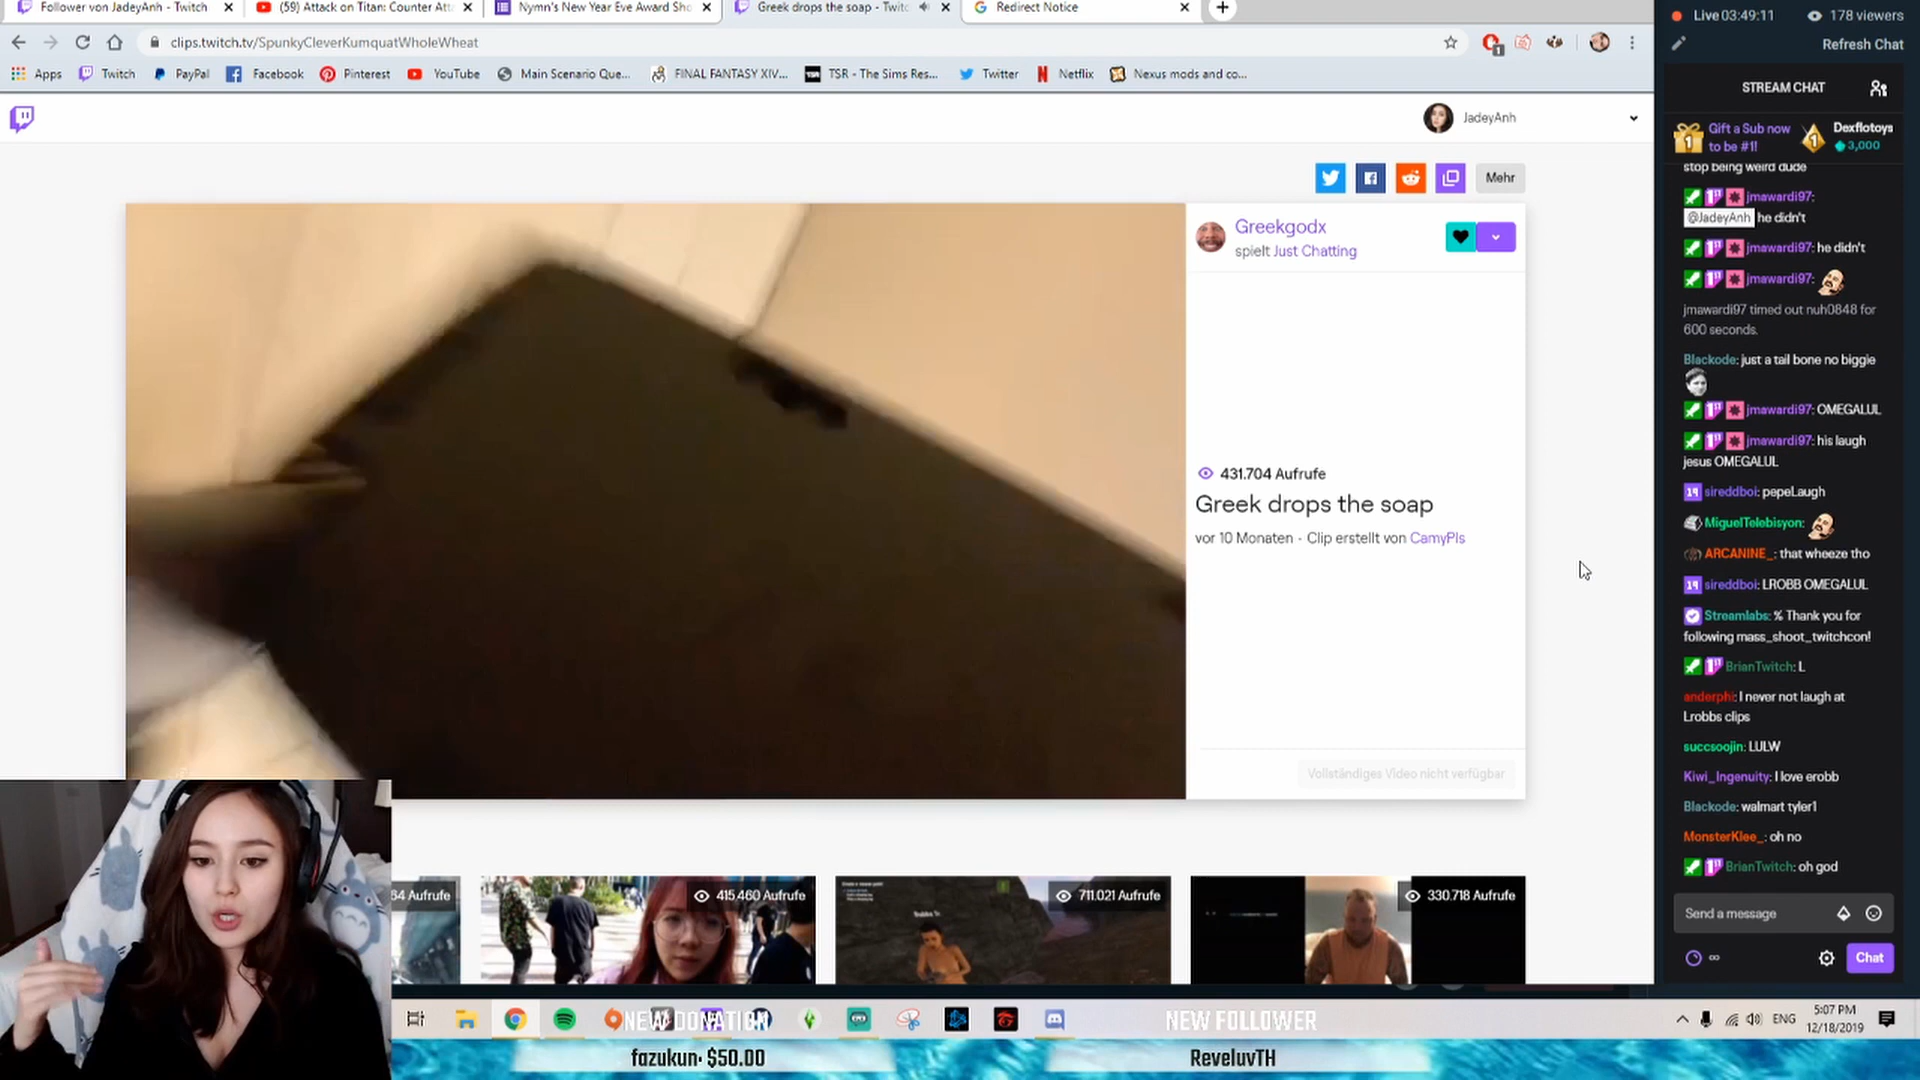 Follower von JadeyAnh - Twitch
(59) Attack on Titan: Counter Att
Nymn's New Year Eve Award Sho
Greek drops the soap - Twitc
Redirect Notice
clips.twitch.tv/SpunkyCleverKumquatWholeWheat
Apps
Twitch
PayPal
Facebook
Pinterest
YouTube
Main Scenario Que...
FINAL FANTASY XIV...
TSR - The Sims Res...
Twitter
Netflix
Nexus mods and co...
JadeyAnh
Mehr
Greekgodx
spielt Just Chatting
431.704 Aufrufe
Greek drops the soap
vor 10 Monaten - Clip erstellt von CamyPls
Vollständiges Video nicht verfügbar
64 Aufrufe
415.460 Aufrufe
711.021 Aufrufe
330.718 Aufrufe
Live 03:49:11
178 viewers
Refresh Chat
STREAM CHAT
Gift a Sub now
to be #1!
Dexflotoys
3,000
stop being weird dude
jmawardi97:
@JadeyAnh he didn't
jmawardi97: he didn't
jmawardi97:
jmawardi97 timed out nuh0848 for
600 seconds.
Blackode: just a tail bone no biggie
jmawardi97: OMEGALUL
jmawardi97: his laugh
jesus OMEGALUL
sireddboi: pepeLaugh
MiguelTelebisyon:
ARCANINE_: that wheeze tho
sireddboi: LROBB OMEGALUL
Streamlabs: % Thank you for
following mass_shoot_twitchcon!
BrianTwitch: L
anderphi: I never not laugh at
Lrobbs clips
succsoojin: LULW
Kiwi_Ingenuity: I love erobb
Blackode: walmart tyler1
MonsterKlee_: oh no
BrianTwitch: oh god
Send a message
Chat
NEW DONATION
NEW FOLLOWER
ENG
5:07 PM
12/18/2019
fazukun: $50.00
ReveluvTH